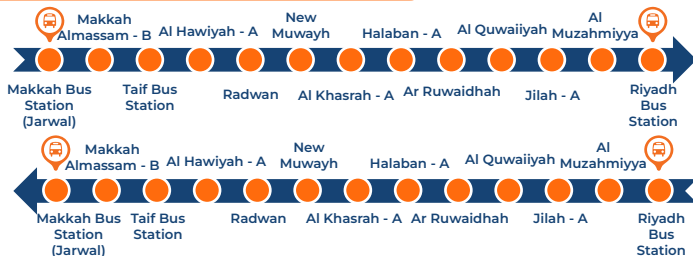 Makkah
Almassam - B
Al Hawiyah - A
New
Muwayh
Halaban - A
Al Quwaiiyah
Al
Muzahmiyya
Makkah Bus
Station
(Jarwal)
Taif Bus
Station
Radwan
Al Khasrah - A
Ar Ruwaidhah
Jilah - A
Riyadh
Bus
Station
Makkah
Almassam - B
Al Hawiyah - A
New
Muwayh
Halaban - A
Al Quwaiiyah
Al
Muzahmiyya
Makkah Bus
Station
(Jarwal)
Taif Bus
Station
Radwan
Al Khasrah - A
Ar Ruwaidhah
Jilah - A
Riyadh
Bus
Station